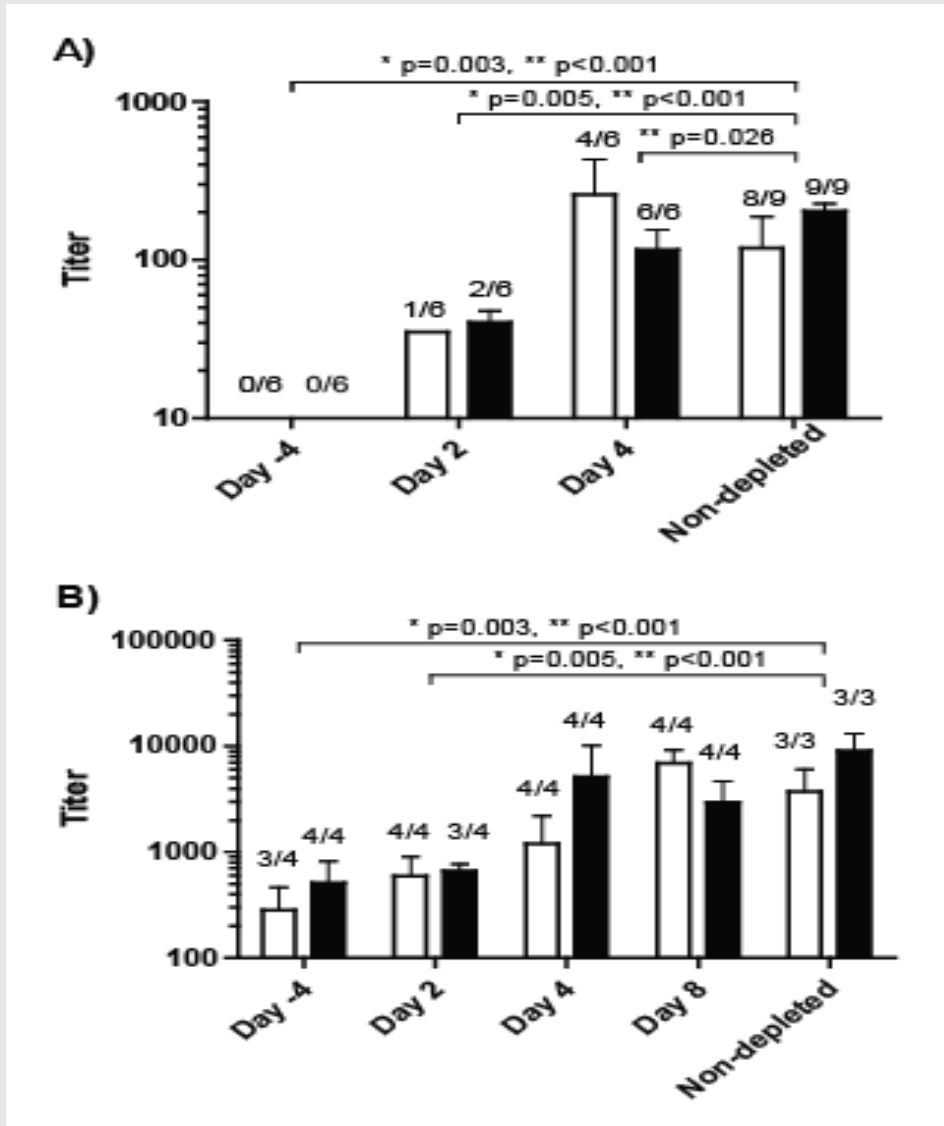 A)
* p=0.003, ** p<0.001
* p=0.005, ** p<0.001
** p=0.026
1000
100
10
Titer
0/6 0/6
1/6 2/6
4/6 6/6
8/9 9/9
Day -4
Day 2
Day 4
Non-depleted
B)
* p=0.003, ** p<0.001
* p=0.005, ** p<0.001
100000
10000
1000
100
Titer
3/4 4/4
4/4 3/4
4/4 4/4
4/4 4/4
3/3 3/3
Day -4
Day 2
Day 4
Day 8
Non-depleted